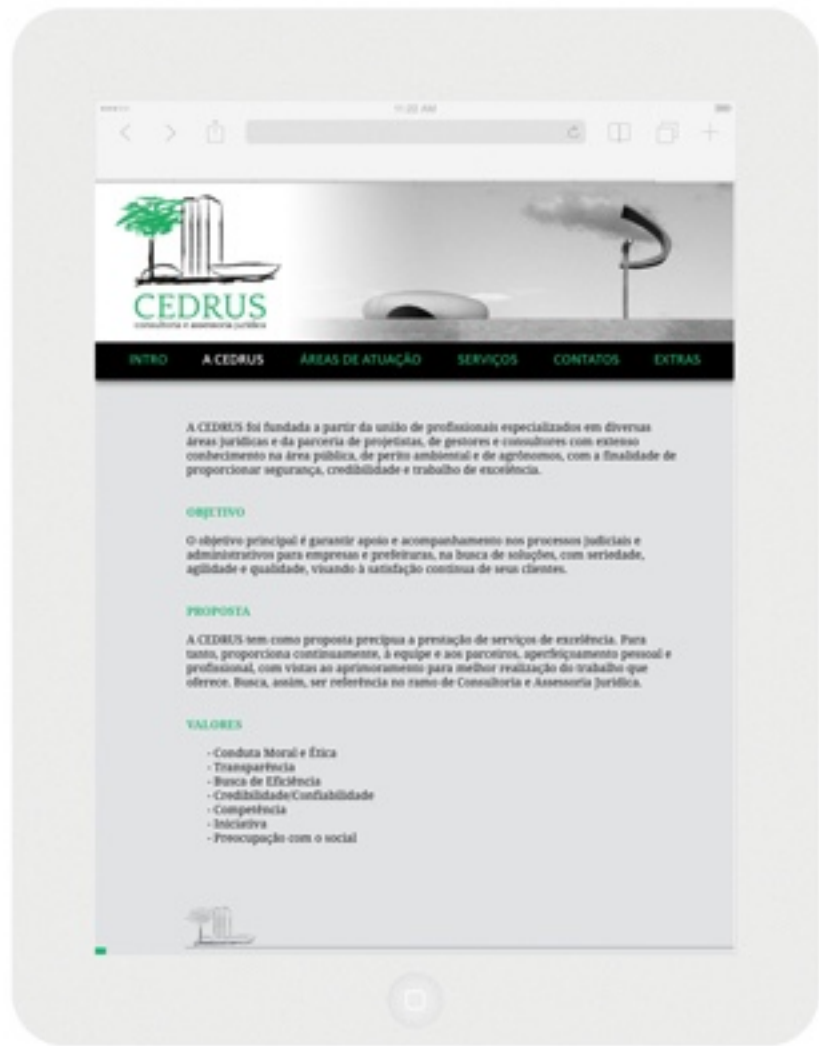 11:20 AM
CEDRUS
consultoria e assessoria jurídica
INTRO A CEDRUS ÁREAS DE ATUAÇÃO SERVIÇOS CONTATOS EXTRAS
A CEDRUS foi fundada a partir da união de profissionais especializados em diversas
áreas jurídicas e da parceria de projetistas, de gestores e consultores com extenso
conhecimento na área pública, de perito ambiental e de agrônomos, com a finalidade de
proporcionar segurança, credibilidade e trabalho de excelência.
OBJETIVO
O objetivo principal é garantir apoio e acompanhamento nos processos judiciais e
administrativos para empresas e prefeituras, na busca de soluções, com seriedade,
agilidade e qualidade, visando à satisfação contínua de seus clientes.
PROPOSTA
A CEDRUS tem como proposta precípua a prestação de serviços de excelência. Para
tanto, proporciona continuamente, à equipe e aos parceiros, aperfeiçoamento pessoal e
profissional, com vistas ao aprimoramento para melhor realização do trabalho que
oferece. Busca, assim, ser referência no ramo de Consultoria e Assessoria Jurídica.
VALORES
- Conduta Moral e Ética
- Transparência
- Busca de Eficiência
- Credibilidade/Confiabilidade
- Competência
- Iniciativa
- Preocupação com o social